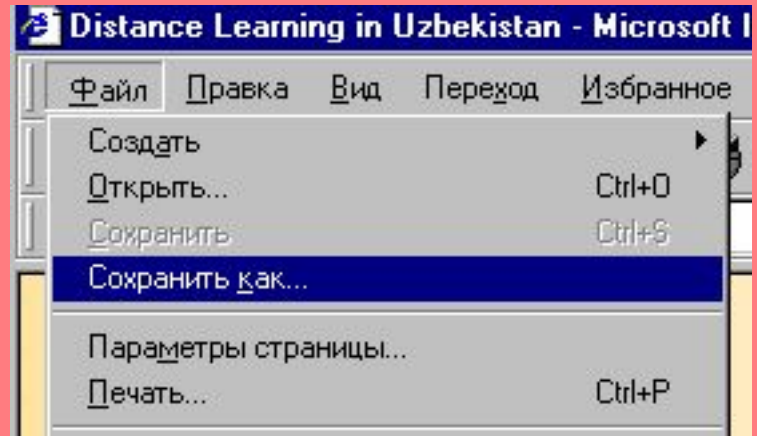 Distance Learning in Uzbekistan - Microsoft I
Файл Правка Вид Переход Избранное
Создать
Открыть... Ctrl+O
Сохранить Ctrl+S
Сохранить как...
Параметры страницы...
Печать... Ctrl+P